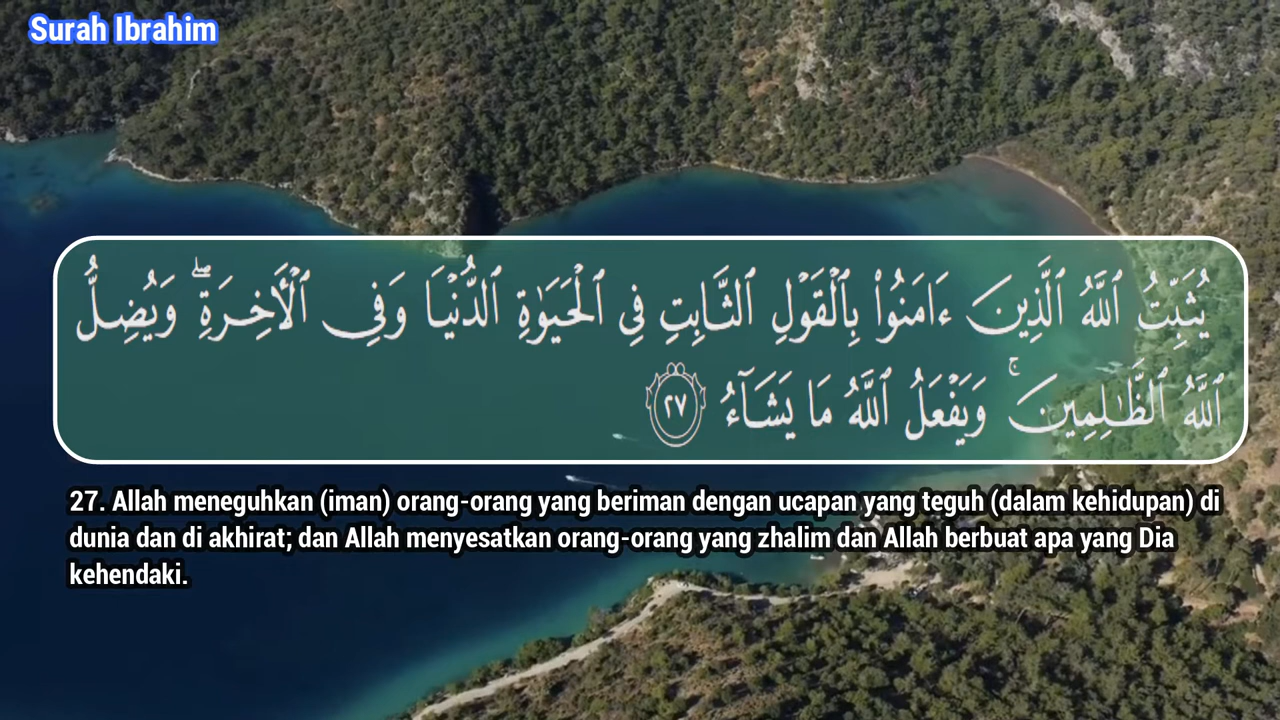 Surah Ibrahim
يُثَبِّتُ ٱللَّهُ ٱلَّذِينَ ءَامَنُوا۟ بِٱلْقَوْلِ ٱلثَّابِتِ فِى ٱلْحَيَوٰةِ ٱلدُّنْيَا وَفِى ٱلْـَٔاخِرَةِ ۖ وَيُضِلُّ
ٱللَّهُ ٱلظَّـٰلِمِينَ ۚ وَيَفْعَلُ ٱللَّهُ مَا يَشَآءُ ٢٧
27. Allah meneguhkan (iman) orang-orang yang beriman dengan ucapan yang teguh (dalam kehidupan) di
dunia dan di akhirat; dan Allah menyesatkan orang-orang yang zhalim dan Allah berbuat apa yang Dia
kehendaki.